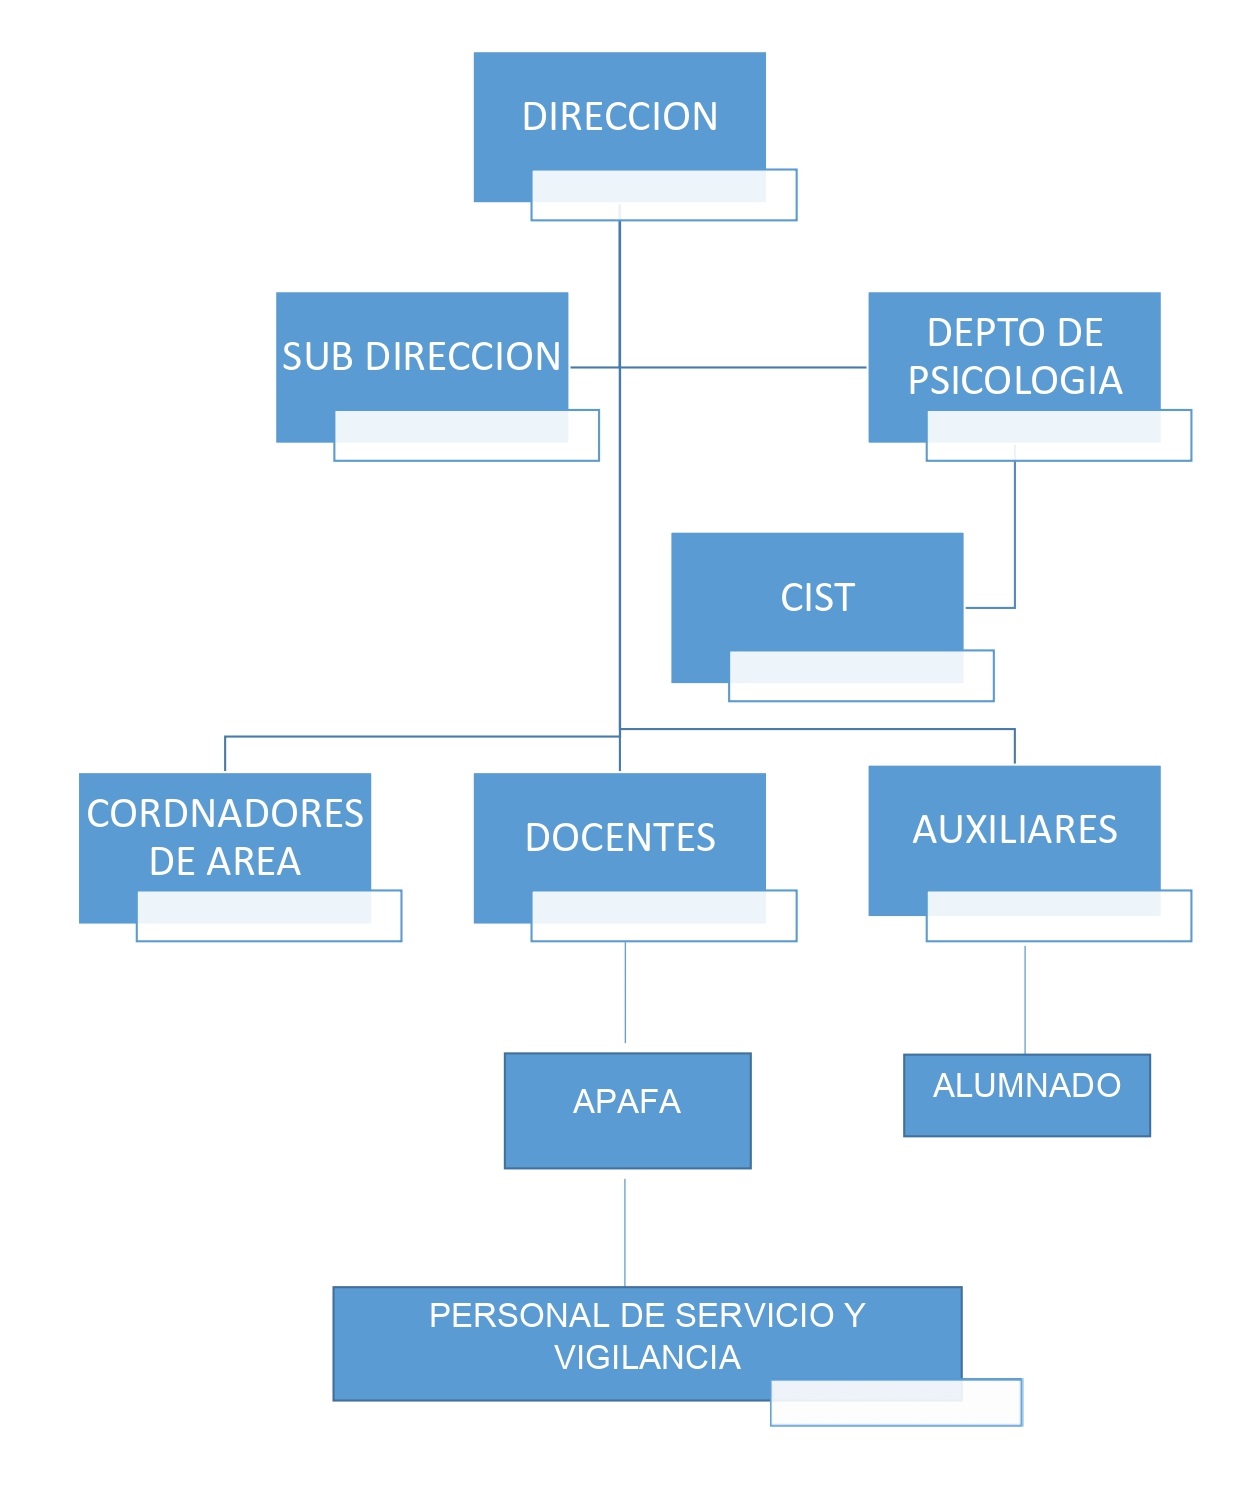 DIRECCION
SUB DIRECCION
DEPTO DE
PSICOLOGIA
CIST
CORDNADORES
DE AREA
DOCENTES
AUXILIARES
APAFA
ALUMNADO
PERSONAL DE SERVICIO Y
VIGILANCIA